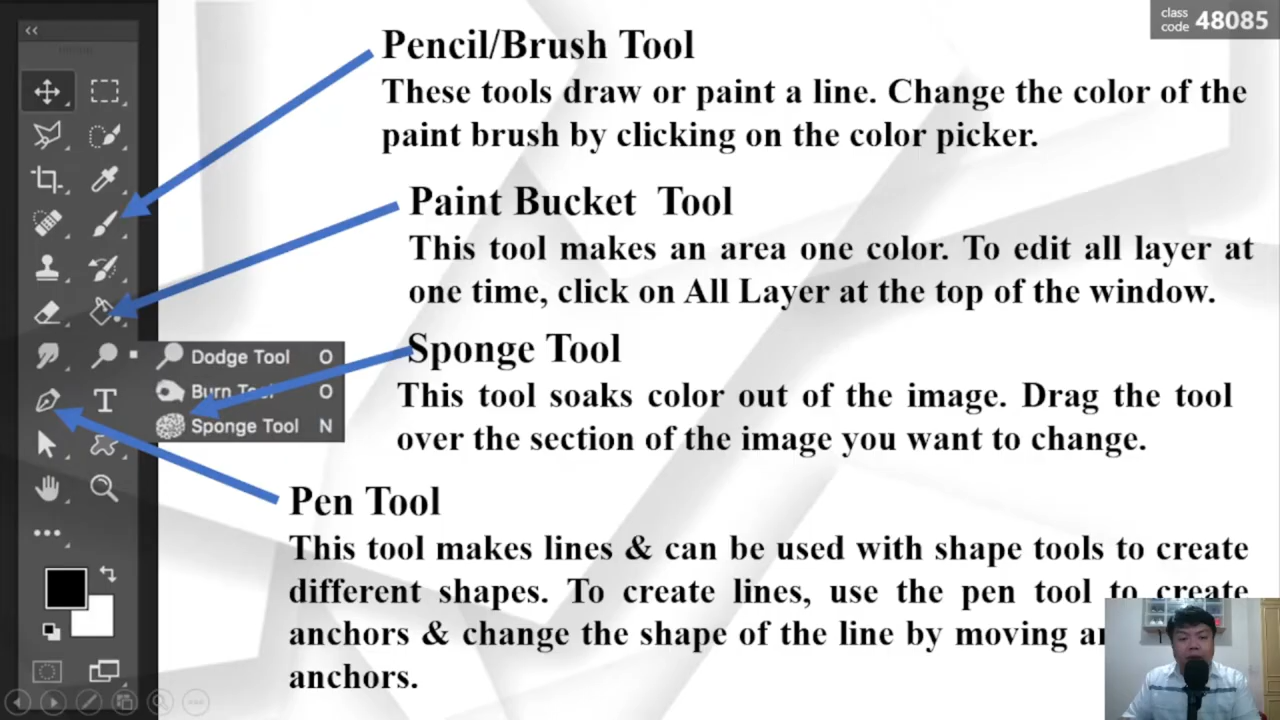 class
code 48085
Pencil/Brush Tool
These tools draw or paint a line. Change the color of the
paint brush by clicking on the color picker.
Paint Bucket Tool
This tool makes an area one color. To edit all layer at
one time, click on All Layer at the top of the window.
Sponge Tool
This tool soaks color out of the image. Drag the tool
over the section of the image you want to change.
Dodge Tool O
Burn Tool O
Sponge Tool N
Pen Tool
This tool makes lines & can be used with shape tools to create
different shapes. To create lines, use the pen tool to create
anchors & change the shape of the line by moving
anchors.